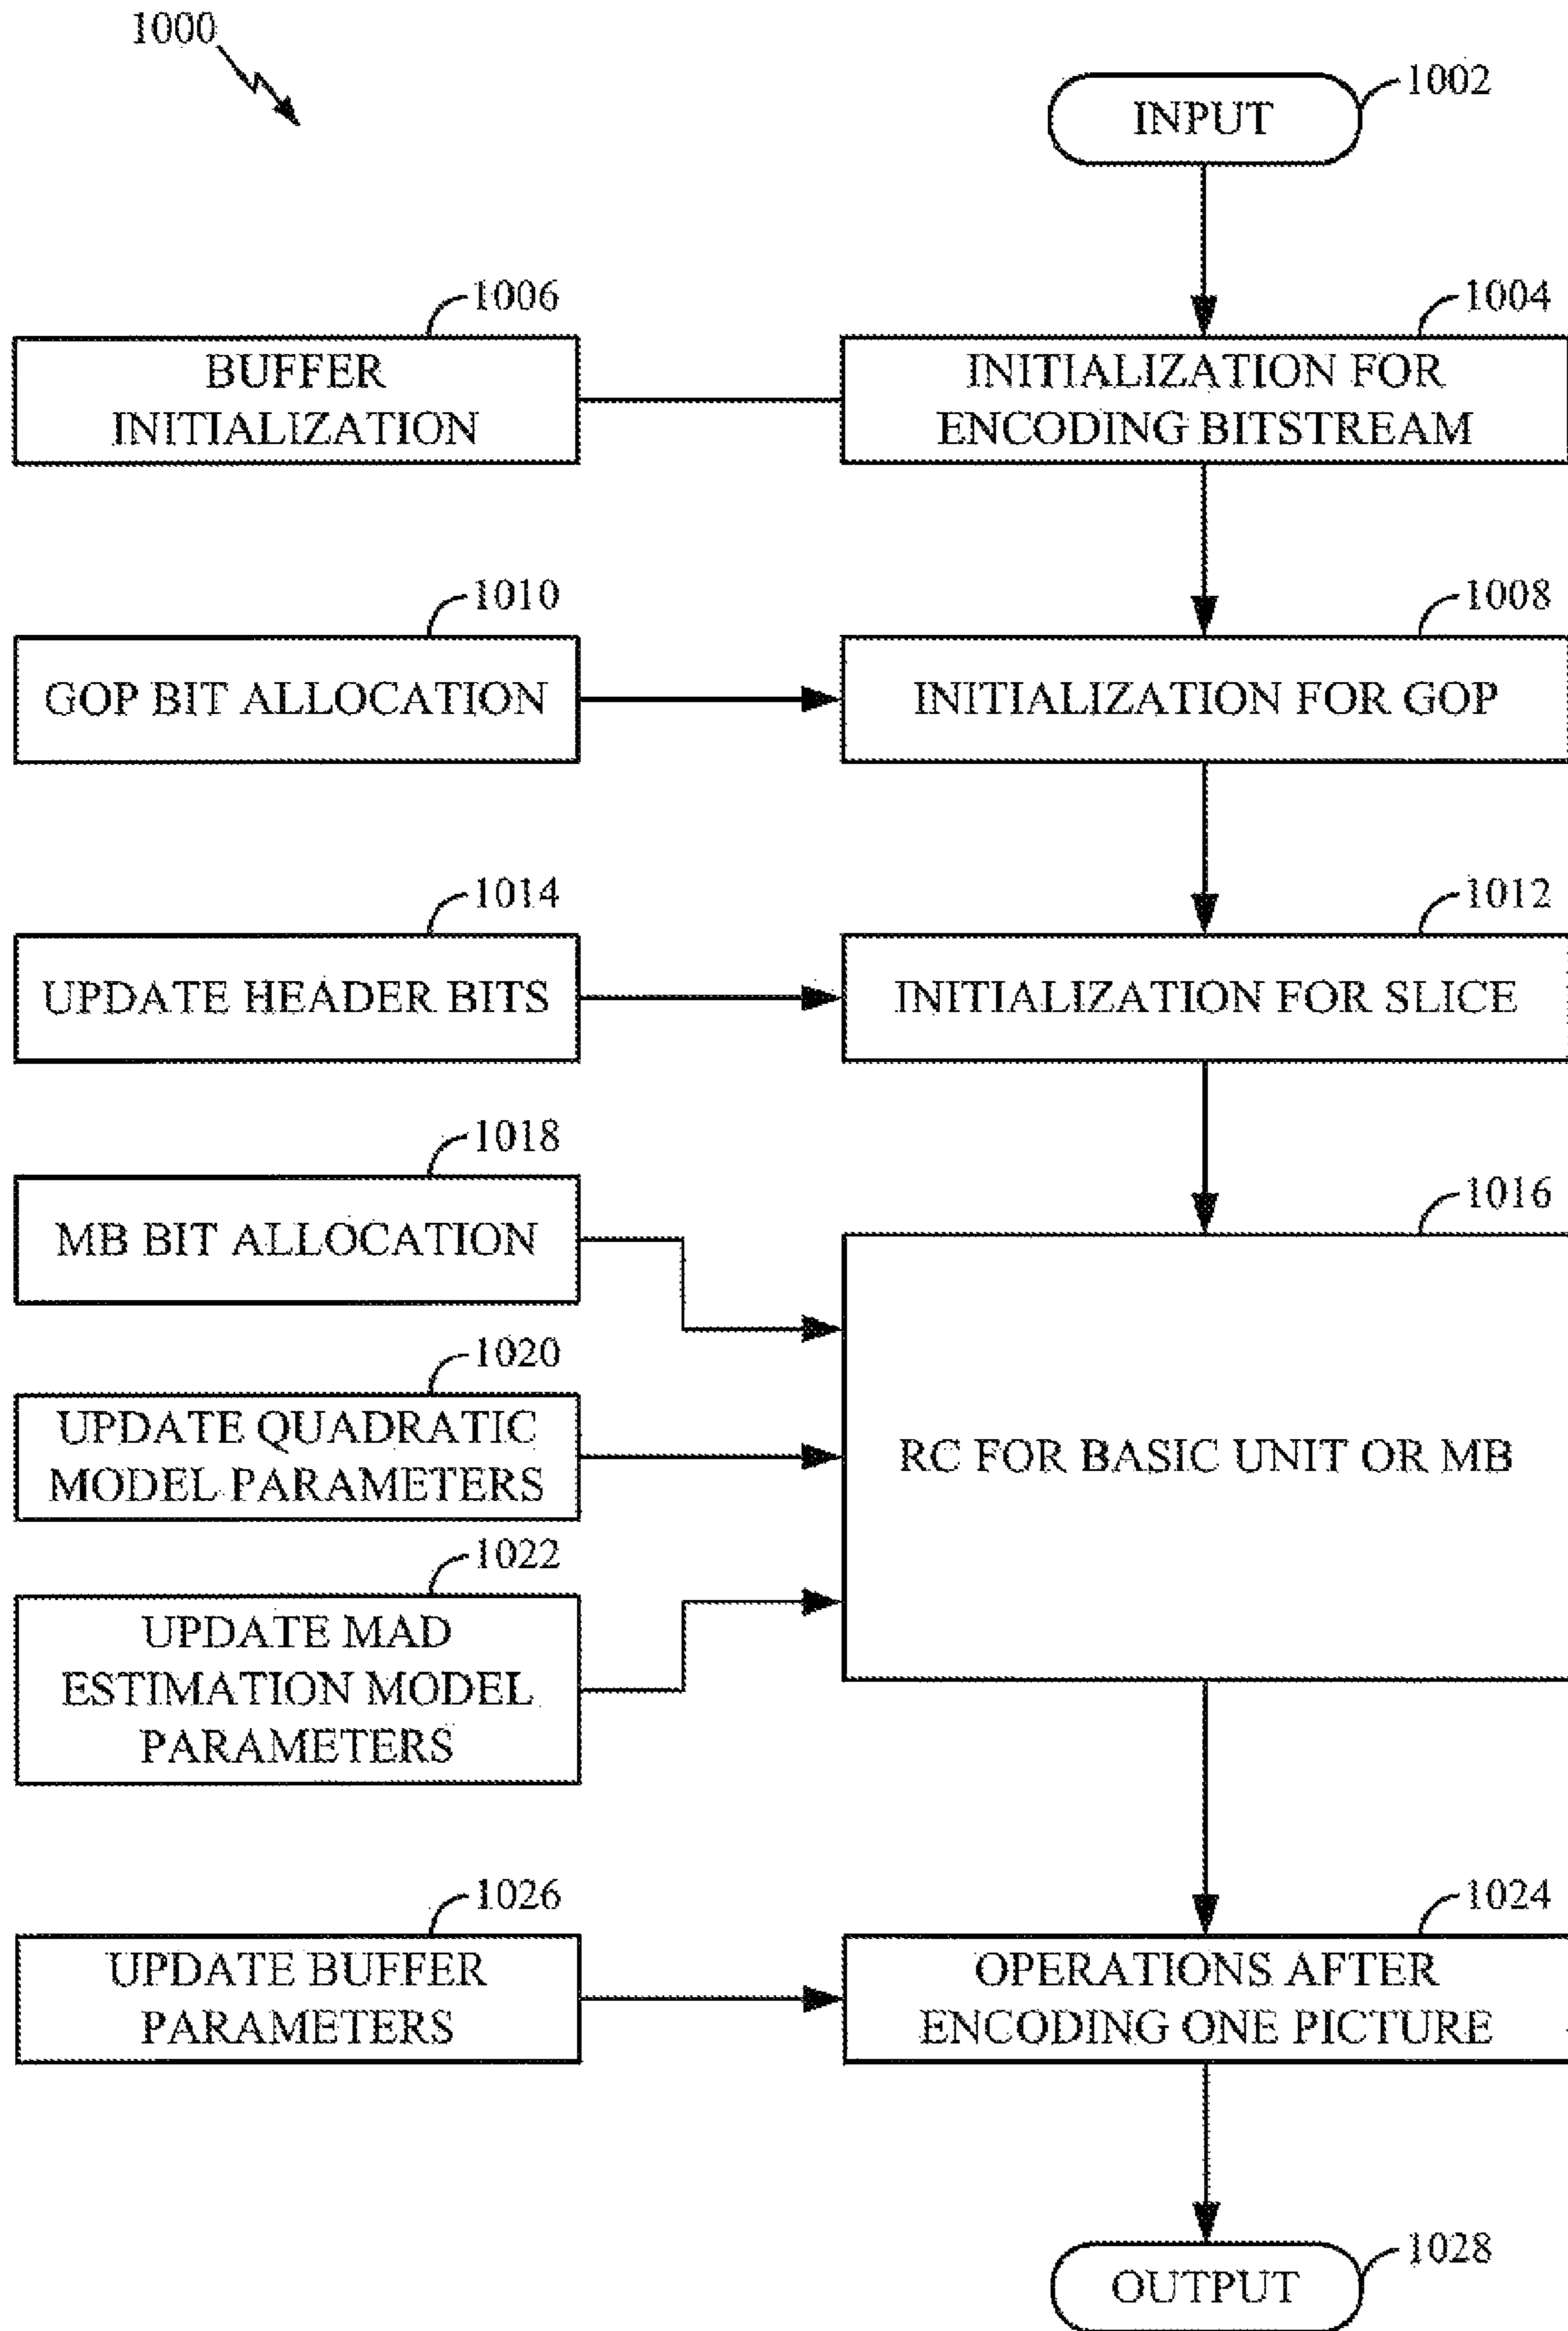 1000
1002
INPUT
1006
BUFFER
INITIALIZATION
1004
INITIALIZATION FOR
ENCODING BITSTREAM
1010
GOP BIT ALLOCATION
1008
INITIALIZATION FOR GOP
1014
UPDATE HEADER BITS
1012
INITIALIZATION FOR SLICE
1018
MB BIT ALLOCATION
1016
RC FOR BASIC UNIT OR MB
1020
UPDATE QUADRATIC
MODEL PARAMETERS
1022
UPDATE MAD
ESTIMATION MODEL
PARAMETERS
1026
UPDATE BUFFER
PARAMETERS
1024
OPERATIONS AFTER
ENCODING ONE PICTURE
1028
OUTPUT